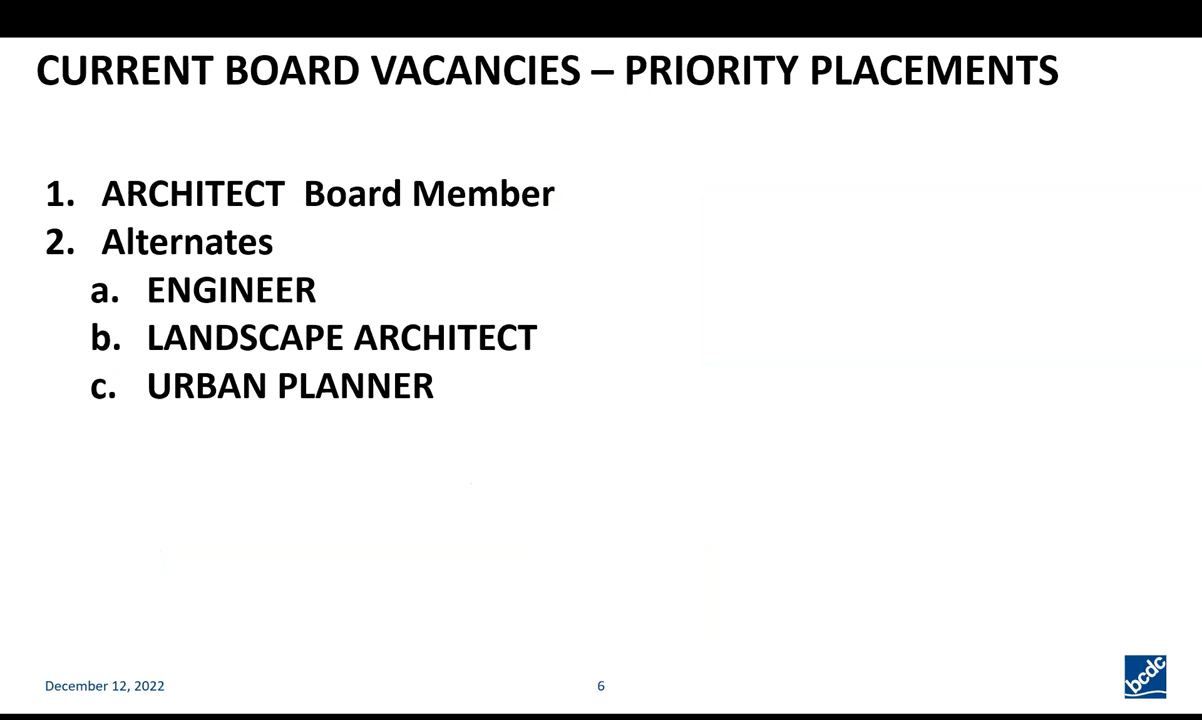 CURRENT BOARD VACANCIES – PRIORITY PLACEMENTS
1. ARCHITECT Board Member
2. Alternates
a. ENGINEER
b. LANDSCAPE ARCHITECT
c. URBAN PLANNER
December 12, 2022
6
bcdc